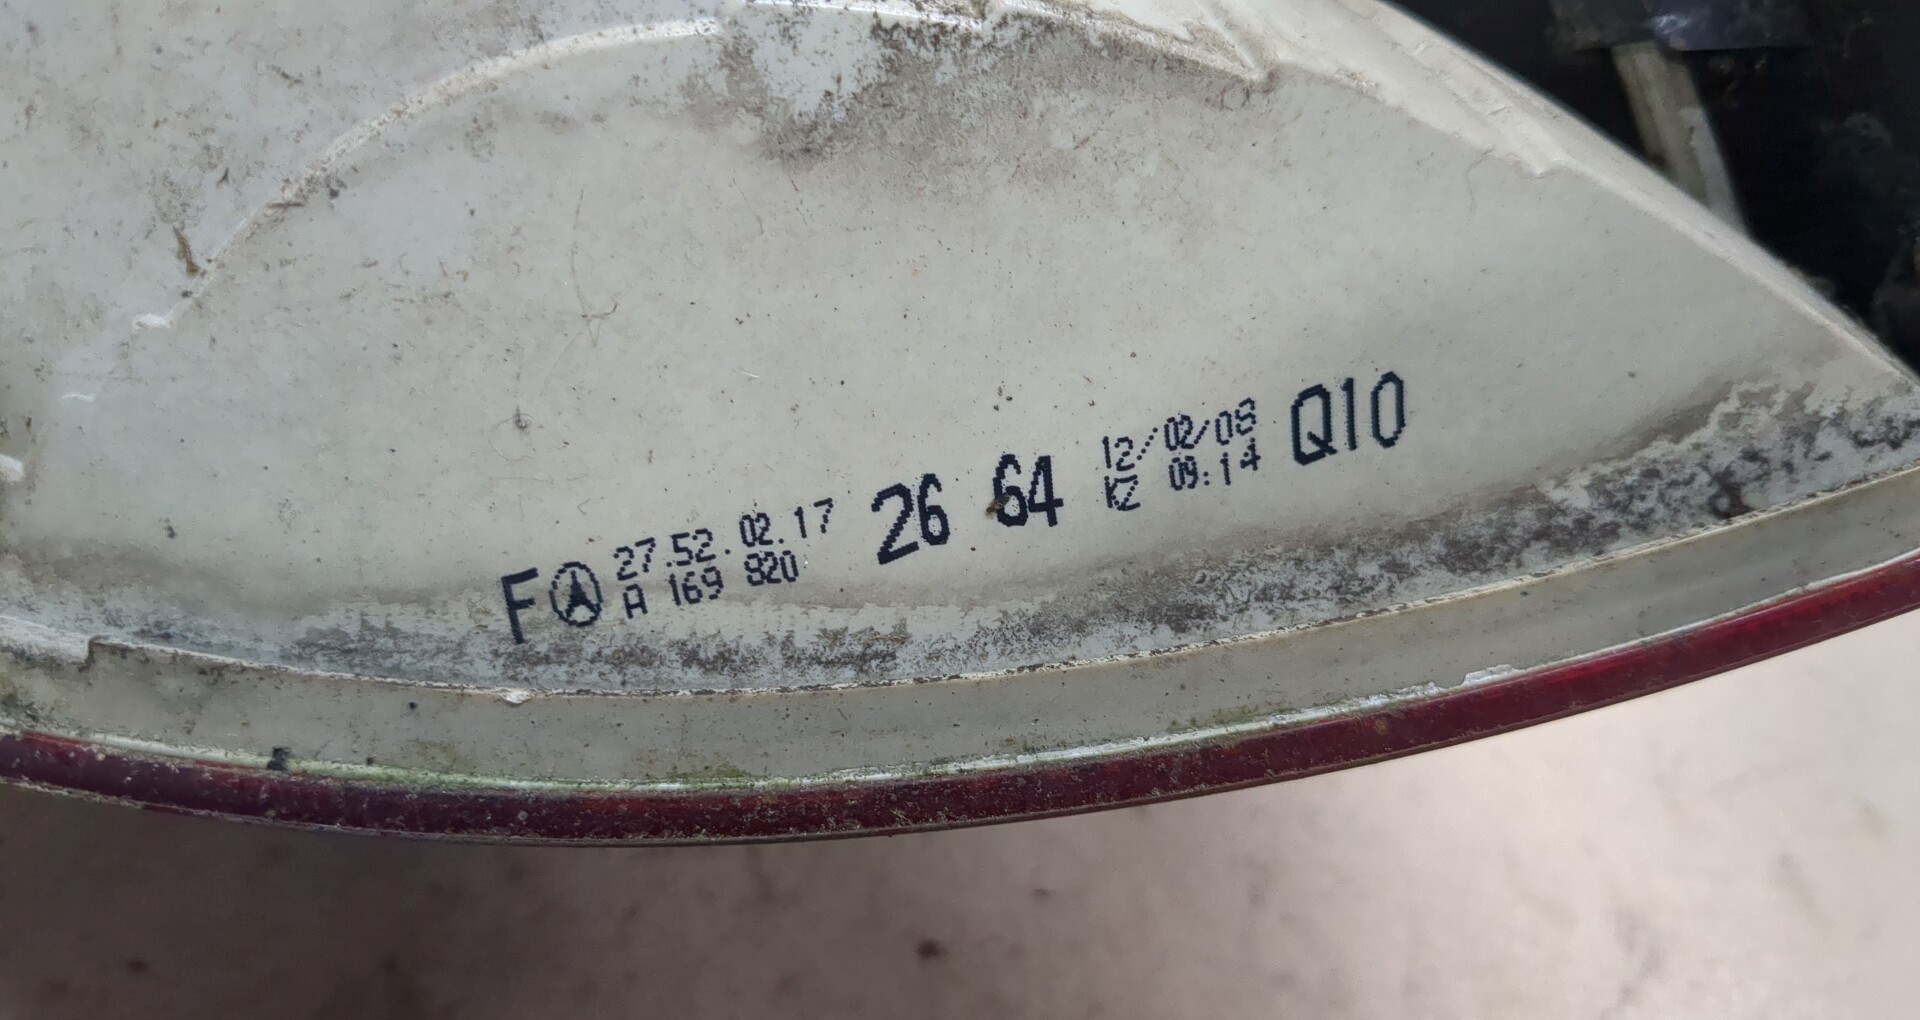 F 27.52.02.17 26 64 12/02/08 Q10
A 169 820 KZ 09:14